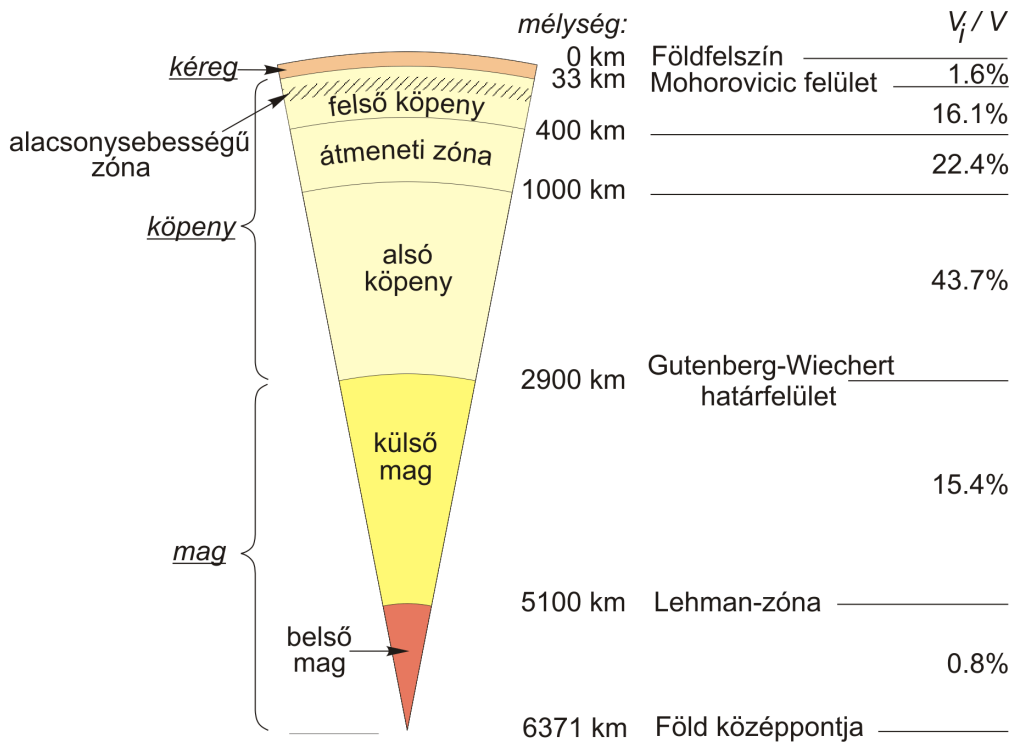 mélység:
Vi / V
0 km
Földfelszín
kéreg
33 km
Mohorovicic felület
1.6%
felső köpeny
16.1%
alacsonysebességű
zóna
400 km
átmeneti zóna
22.4%
1000 km
köpeny
alsó
köpeny
43.7%
2900 km
Gutenberg-Wiechert
határfelület
külső
mag
15.4%
mag
5100 km
Lehman-zóna
belső
mag
0.8%
6371 km
Föld középpontja